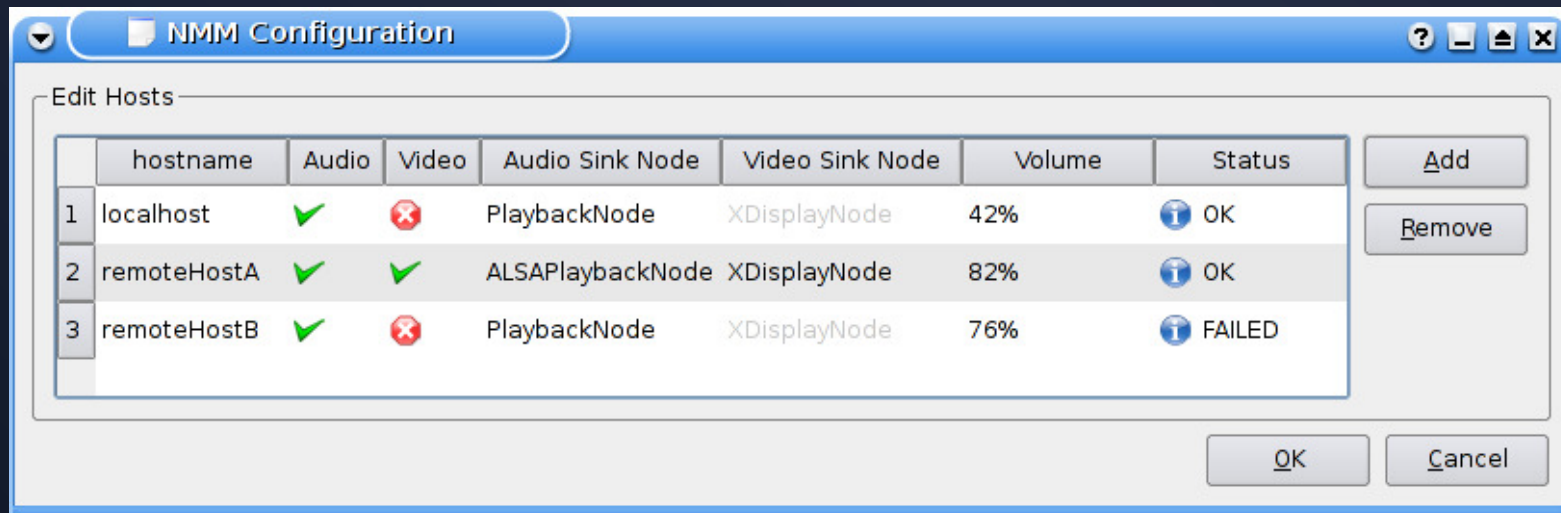 NMM Configuration
Edit Hosts
hostname Audio Video Audio Sink Node Video Sink Node Volume Status
1 localhost PlaybackNode XDisplayNode 42% OK
2 remoteHostA ALSAPlaybackNode XDisplayNode 82% OK
3 remoteHostB PlaybackNode XDisplayNode 76% FAILED
Add
Remove
OK Cancel